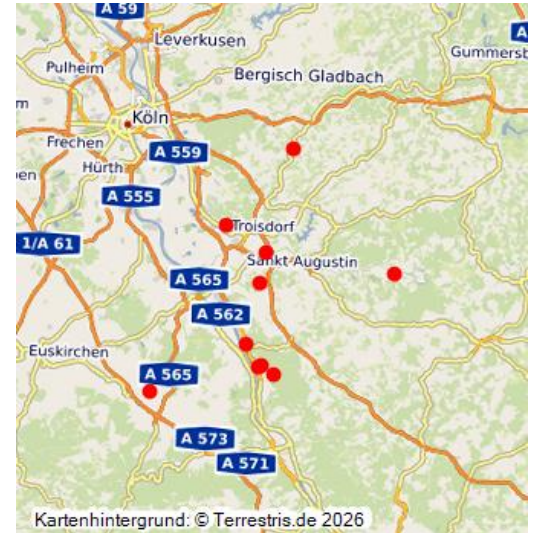 A 59
Leverkusen
A
Gummersb
Pulheim
Bergisch Gladbach
m
Köln
Frechen
A 559
Hürth
en
A 555
Troisdorf
1/A 61
Sankt Augustin
A 565
A 562
Euskirchen
A 565
A 573
A 571
Kartenhintergrund: © Terrestris.de 2026